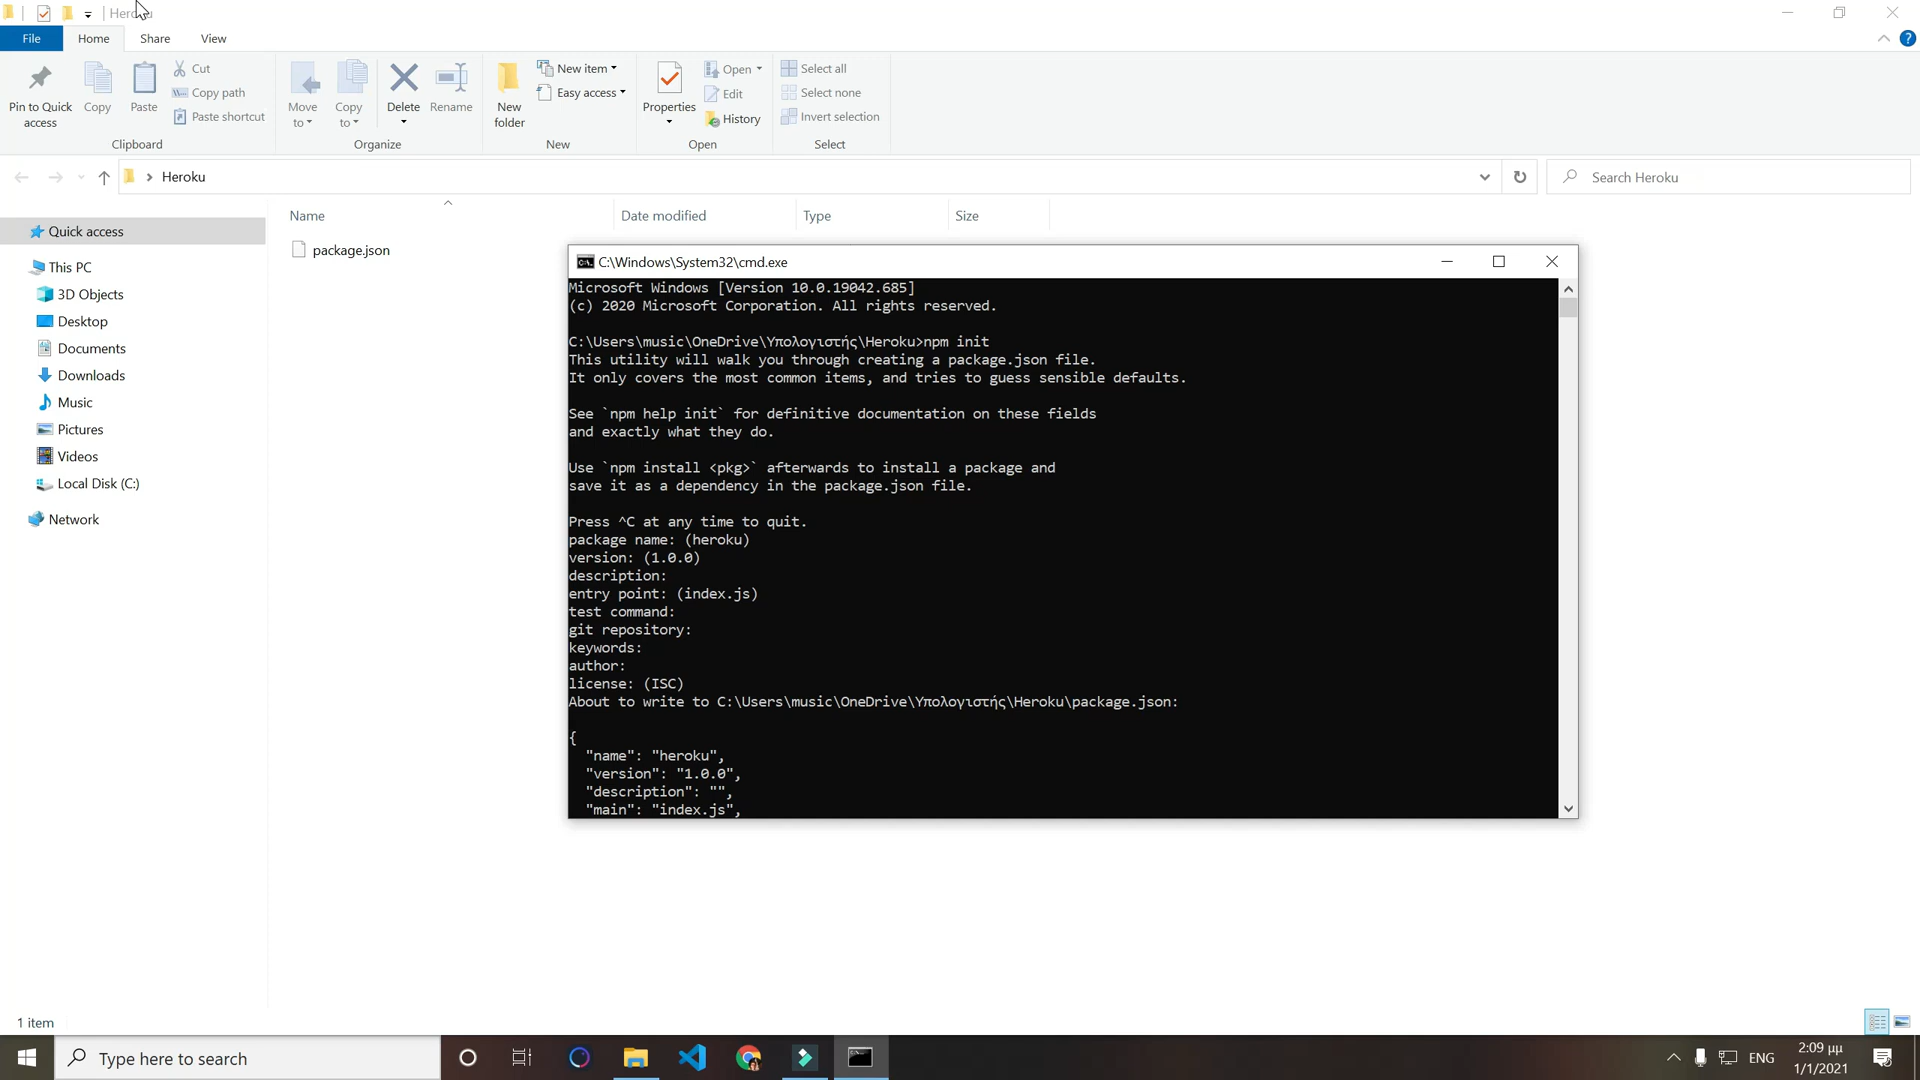 Heroku
File
Home
Share
View
Pin to Quick access
Copy
Paste
Cut
Copy path
Paste shortcut
Clipboard
Move to
Copy to
Delete
Rename
Organize
New folder
New item
Easy access
New
Properties
Open
Edit
History
Open
Select all
Select none
Invert selection
Select
Heroku
Search Heroku
Name
Date modified
Type
Size
Quick access
This PC
3D Objects
Desktop
Documents
Downloads
Music
Pictures
Videos
Local Disk (C:)
Network
package.json
C:\Windows\System32\cmd.exe
Microsoft Windows [Version 10.0.19042.685]
(c) 2020 Microsoft Corporation. All rights reserved.
C:\Users\music\OneDrive\Υπολογιστής\Heroku>npm init
This utility will walk you through creating a package.json file.
It only covers the most common items, and tries to guess sensible defaults.
See `npm help init` for definitive documentation on these fields
and exactly what they do.
Use `npm install <pkg>` afterwards to install a package and
save it as a dependency in the package.json file.
Press ^C at any time to quit.
package name: (heroku)
version: (1.0.0)
description:
entry point: (index.js)
test command:
git repository:
keywords:
author:
license: (ISC)
About to write to C:\Users\music\OneDrive\Υπολογιστής\Heroku\package.json:
{
"name": "heroku",
"version": "1.0.0",
"description": "",
"main": "index.js",
1 item
Type here to search
ENG
2:09 μμ
1/1/2021